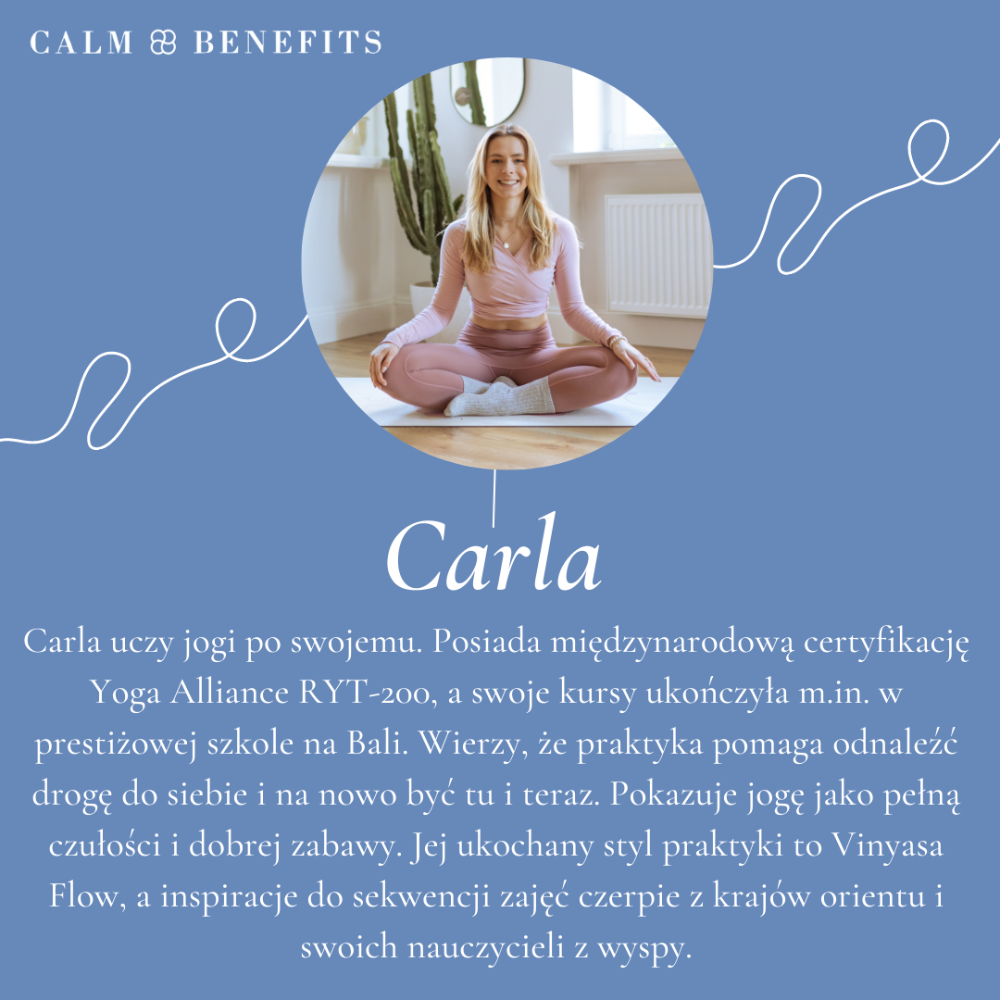 CALM BENEFITS
Carla
Carla uczy jogi po swojemu. Posiada międzynarodową certyfikację
Yoga Alliance RYT-200, a swoje kursy ukończyła m.in. w
prestiżowej szkole na Bali. Wierzy, że praktyka pomaga odnaleźć
drogę do siebie i na nowo być tu i teraz. Pokazuje jogę jako pełną
czułości i dobrej zabawy. Jej ukochany styl praktyki to Vinyasa
Flow, a inspiracje do sekwencji zajęć czerpie z krajów orientu i
swoich nauczycieli z wyspy.